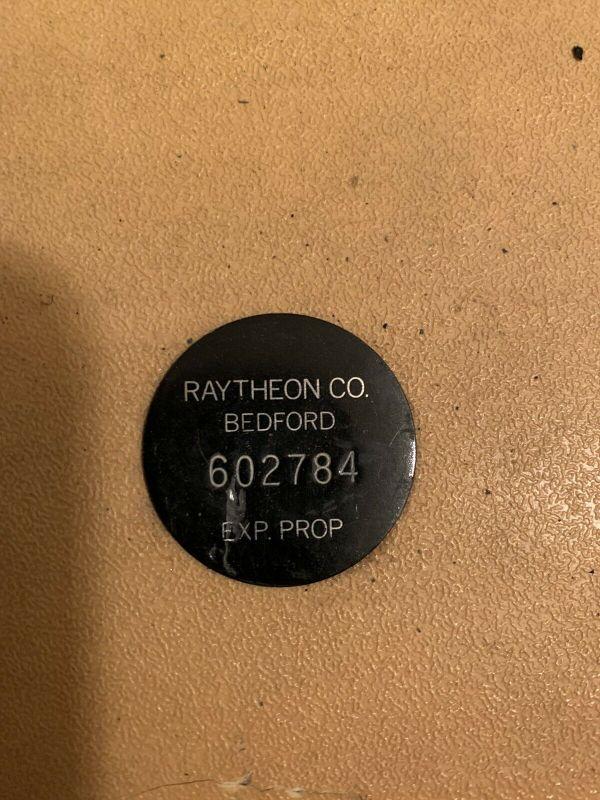 RAYTHEON CO.
BEDFORD
602784
EXP. PROP